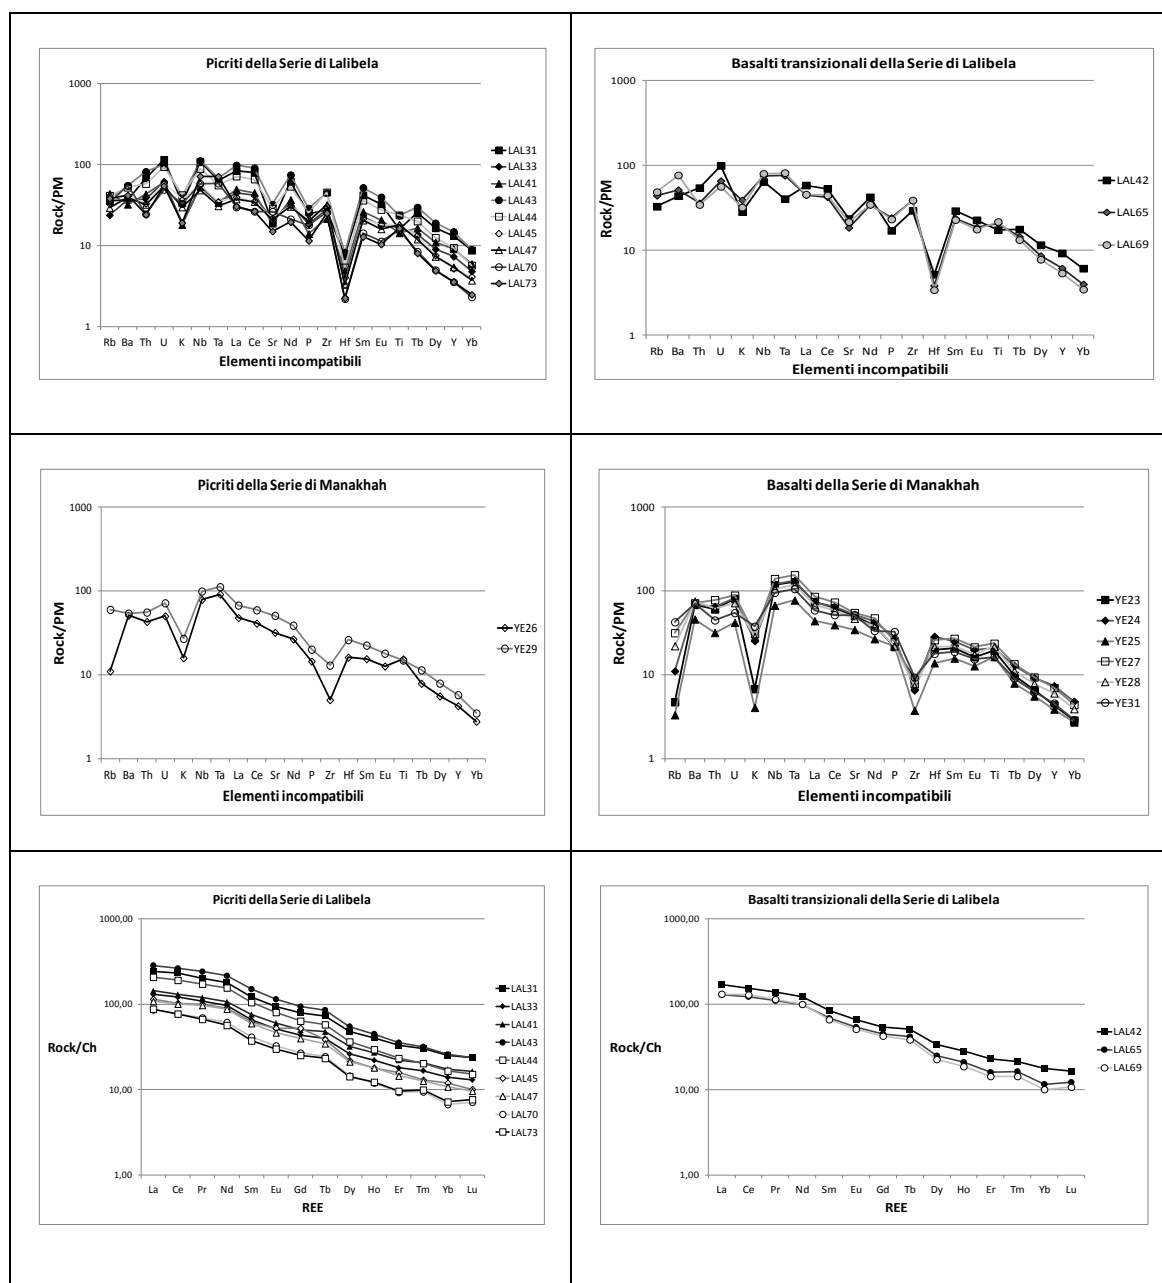 Picriti della Serie di Lalibela
1000
100
10
1
Rock/PM
Rb Ba Th U K Nb Ta La Ce Sr Nd P Zr Hf Sm Eu Ti Tb Dy Y Yb
Elementi incompatibili
LAL31
LAL33
LAL41
LAL43
LAL44
LAL45
LAL47
LAL70
LAL73
Basalti transizionali della Serie di Lalibela
1000
100
10
1
Rock/PM
Rb Ba Th U K Nb Ta La Ce Sr Nd P Zr Hf Sm Eu Ti Tb Dy Y Yb
Elementi incompatibili
LAL42
LAL65
LAL69
Picriti della Serie di Manakhah
1000
100
10
1
Rock/PM
Rb Ba Th U K Nb Ta La Ce Sr Nd P Zr Hf Sm Eu Ti Tb Dy Y Yb
Elementi incompatibili
YE26
YE29
Basalti della Serie di Manakhah
1000
100
10
1
Rock/PM
Rb Ba Th U K Nb Ta La Ce Sr Nd P Zr Hf Sm Eu Ti Tb Dy Y Yb
Elementi incompatibili
YE23
YE24
YE25
YE27
YE28
YE31
Picriti della Serie di Lalibela
1000,00
100,00
10,00
1,00
Rock/Ch
La Ce Pr Nd Sm Eu Gd Tb Dy Ho Er Tm Yb Lu
REE
LAL31
LAL33
LAL41
LAL43
LAL44
LAL45
LAL47
LAL70
LAL73
Basalti transizionali della Serie di Lalibela
1000,00
100,00
10,00
1,00
Rock/Ch
La Ce Pr Nd Sm Eu Gd Tb Dy Ho Er Tm Yb Lu
REE
LAL42
LAL65
LAL69